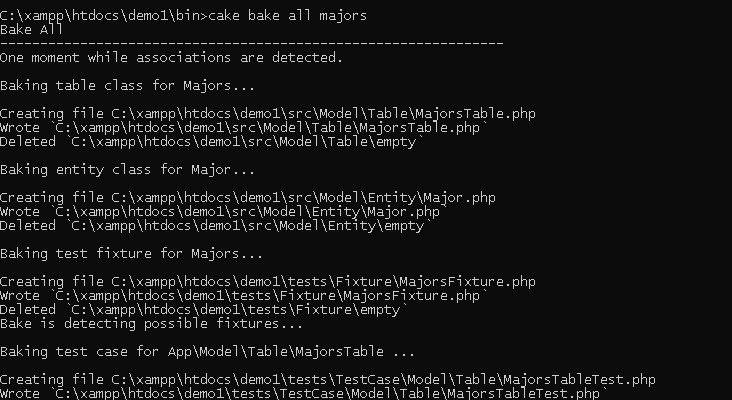 C:\xampp\htdocs\demo1\bin>cake bake all majors
Bake All
---------------------------------------------------------------
One moment while associations are detected.
Baking table class for Majors...
Creating file C:\xampp\htdocs\demo1\src\Model\Table\MajorsTable.php
Wrote `C:\xampp\htdocs\demo1\src\Model\Table\MajorsTable.php`
Deleted `C:\xampp\htdocs\demo1\src\Model\Table\empty`
Baking entity class for Major...
Creating file C:\xampp\htdocs\demo1\src\Model\Entity\Major.php
Wrote `C:\xampp\htdocs\demo1\src\Model\Entity\Major.php`
Deleted `C:\xampp\htdocs\demo1\src\Model\Entity\empty`
Baking test fixture for Majors...
Creating file C:\xampp\htdocs\demo1\tests\Fixture\MajorsFixture.php
Wrote `C:\xampp\htdocs\demo1\tests\Fixture\MajorsFixture.php`
Deleted `C:\xampp\htdocs\demo1\tests\Fixture\empty`
Bake is detecting possible fixtures...
Baking test case for App\Model\Table\MajorsTable ...
Creating file C:\xampp\htdocs\demo1\tests\TestCase\Model\Table\MajorsTableTest.php
Wrote `C:\xampp\htdocs\demo1\tests\TestCase\Model\Table\MajorsTableTest.php`